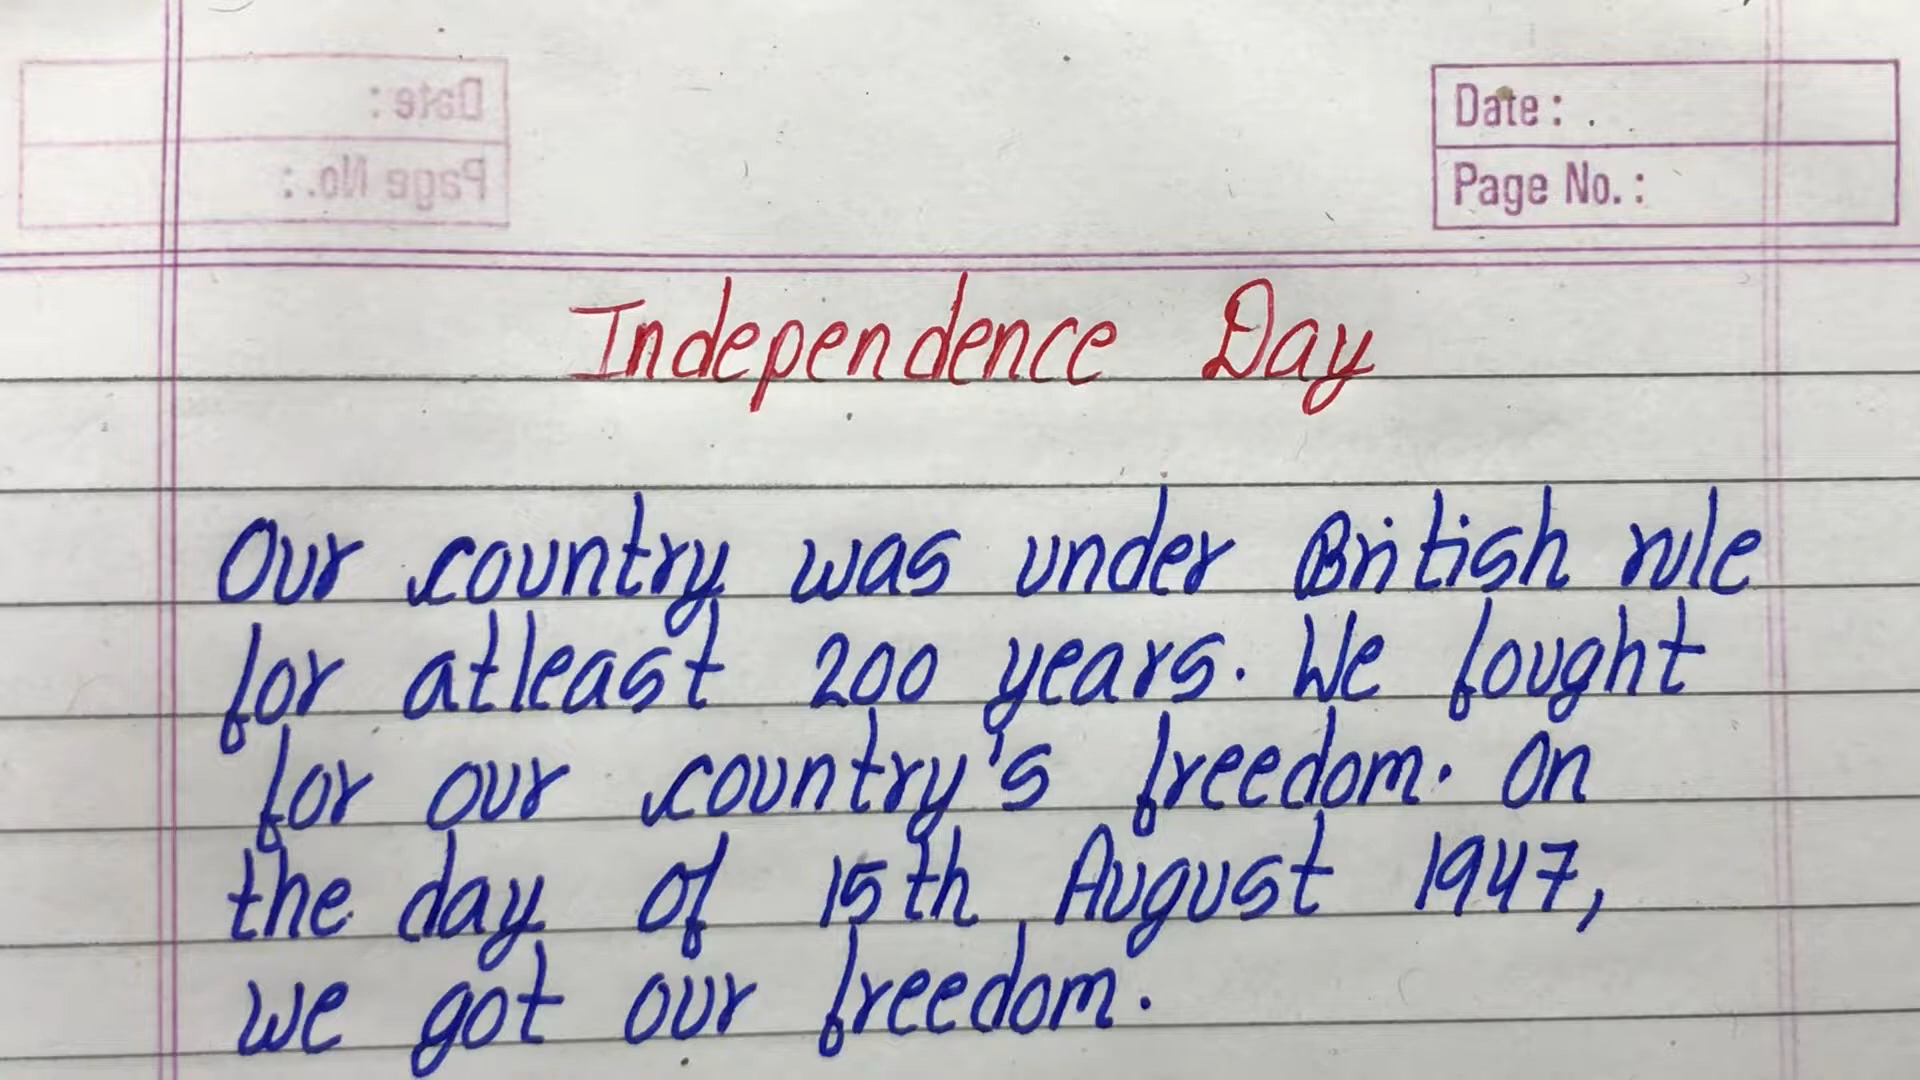 Date :
Page No. :
Independence Day
Our country was under British rule
for atleast 200 years. We fought
for our country's freedom. On
the day of 15th August 1947,
we got our freedom.